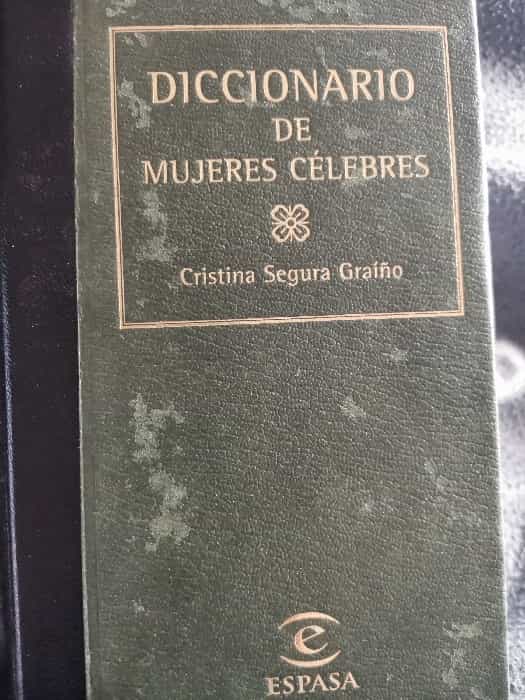 DICCIONARIO
DE
MUJERES CÉLEBRES
Cristina Segura Graíño
e
ESPASA